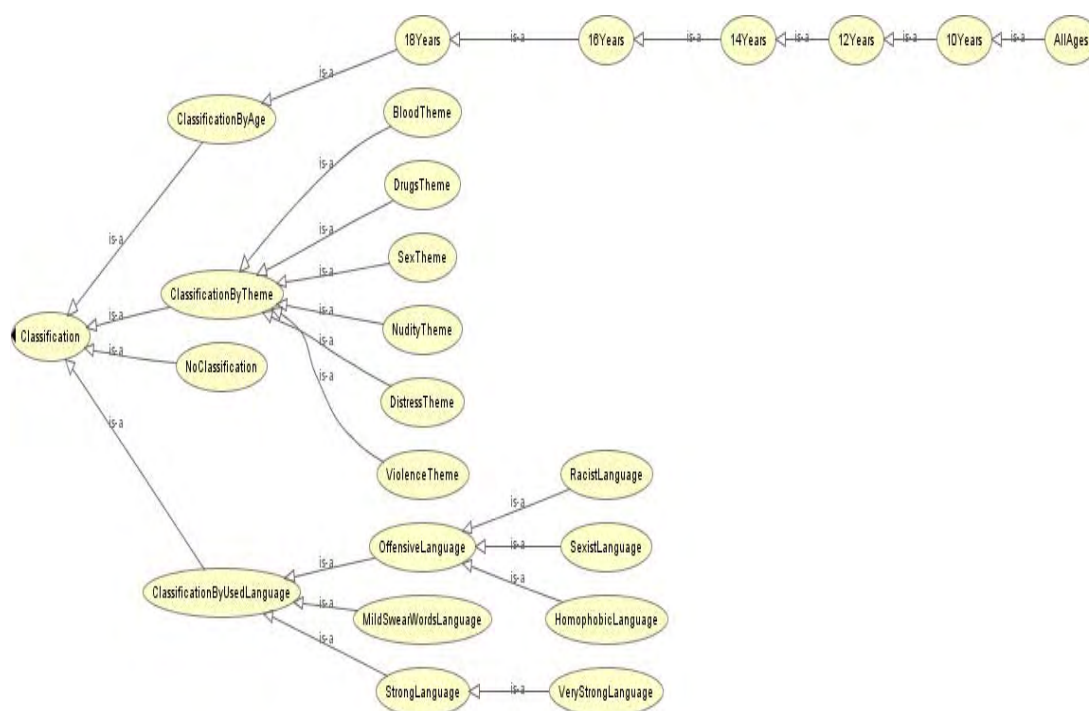 18Years
is-a
16Years
is-a
14Years
is-a
12Years
is-a
10Years
is-a
AllAges
is-a
ClassificationByAge
BloodTheme
is-a
DrugsTheme
is-a
is-a
SexTheme
is-a
ClassificationByTheme
is-a
NudityTheme
is-a
Classification
is-a
is-a
NoClassification
is-a
is-a
DistressTheme
is-a
ViolenceTheme
RacistLanguage
is-a
OffensiveLanguage
is-a
SexistLanguage
is-a
ClassificationByUsedLanguage
is-a
is-a
MildSwearWordsLanguage
HomophobicLanguage
is-a
StrongLanguage
is-a
VeryStrongLanguage